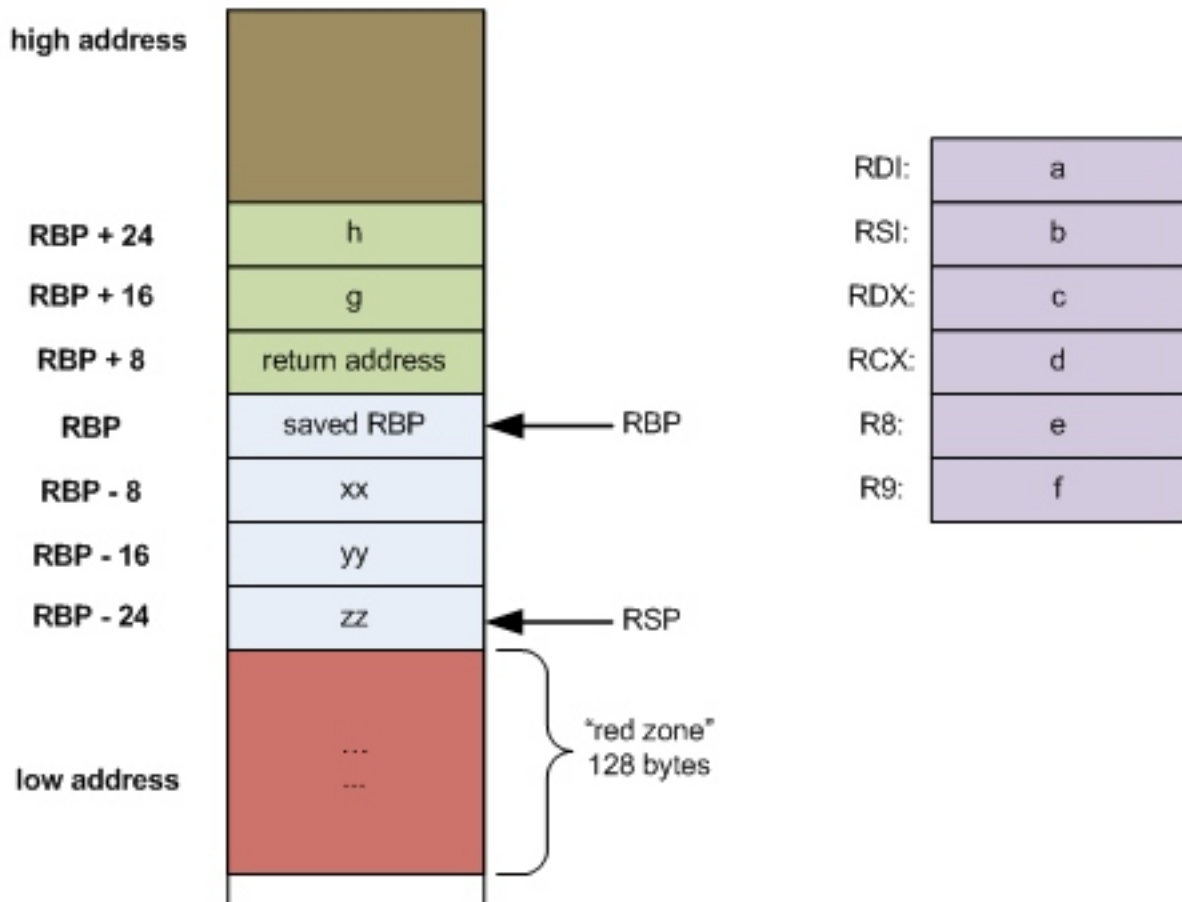 high address
RBP + 24
h
RBP + 16
g
RBP + 8
return address
RBP
saved RBP
RBP
RBP - 8
xx
RBP - 16
yy
RBP - 24
zz
RSP
...
...
"red zone"
128 bytes
low address
RDI:
a
RSI:
b
RDX:
c
RCX:
d
R8:
e
R9:
f